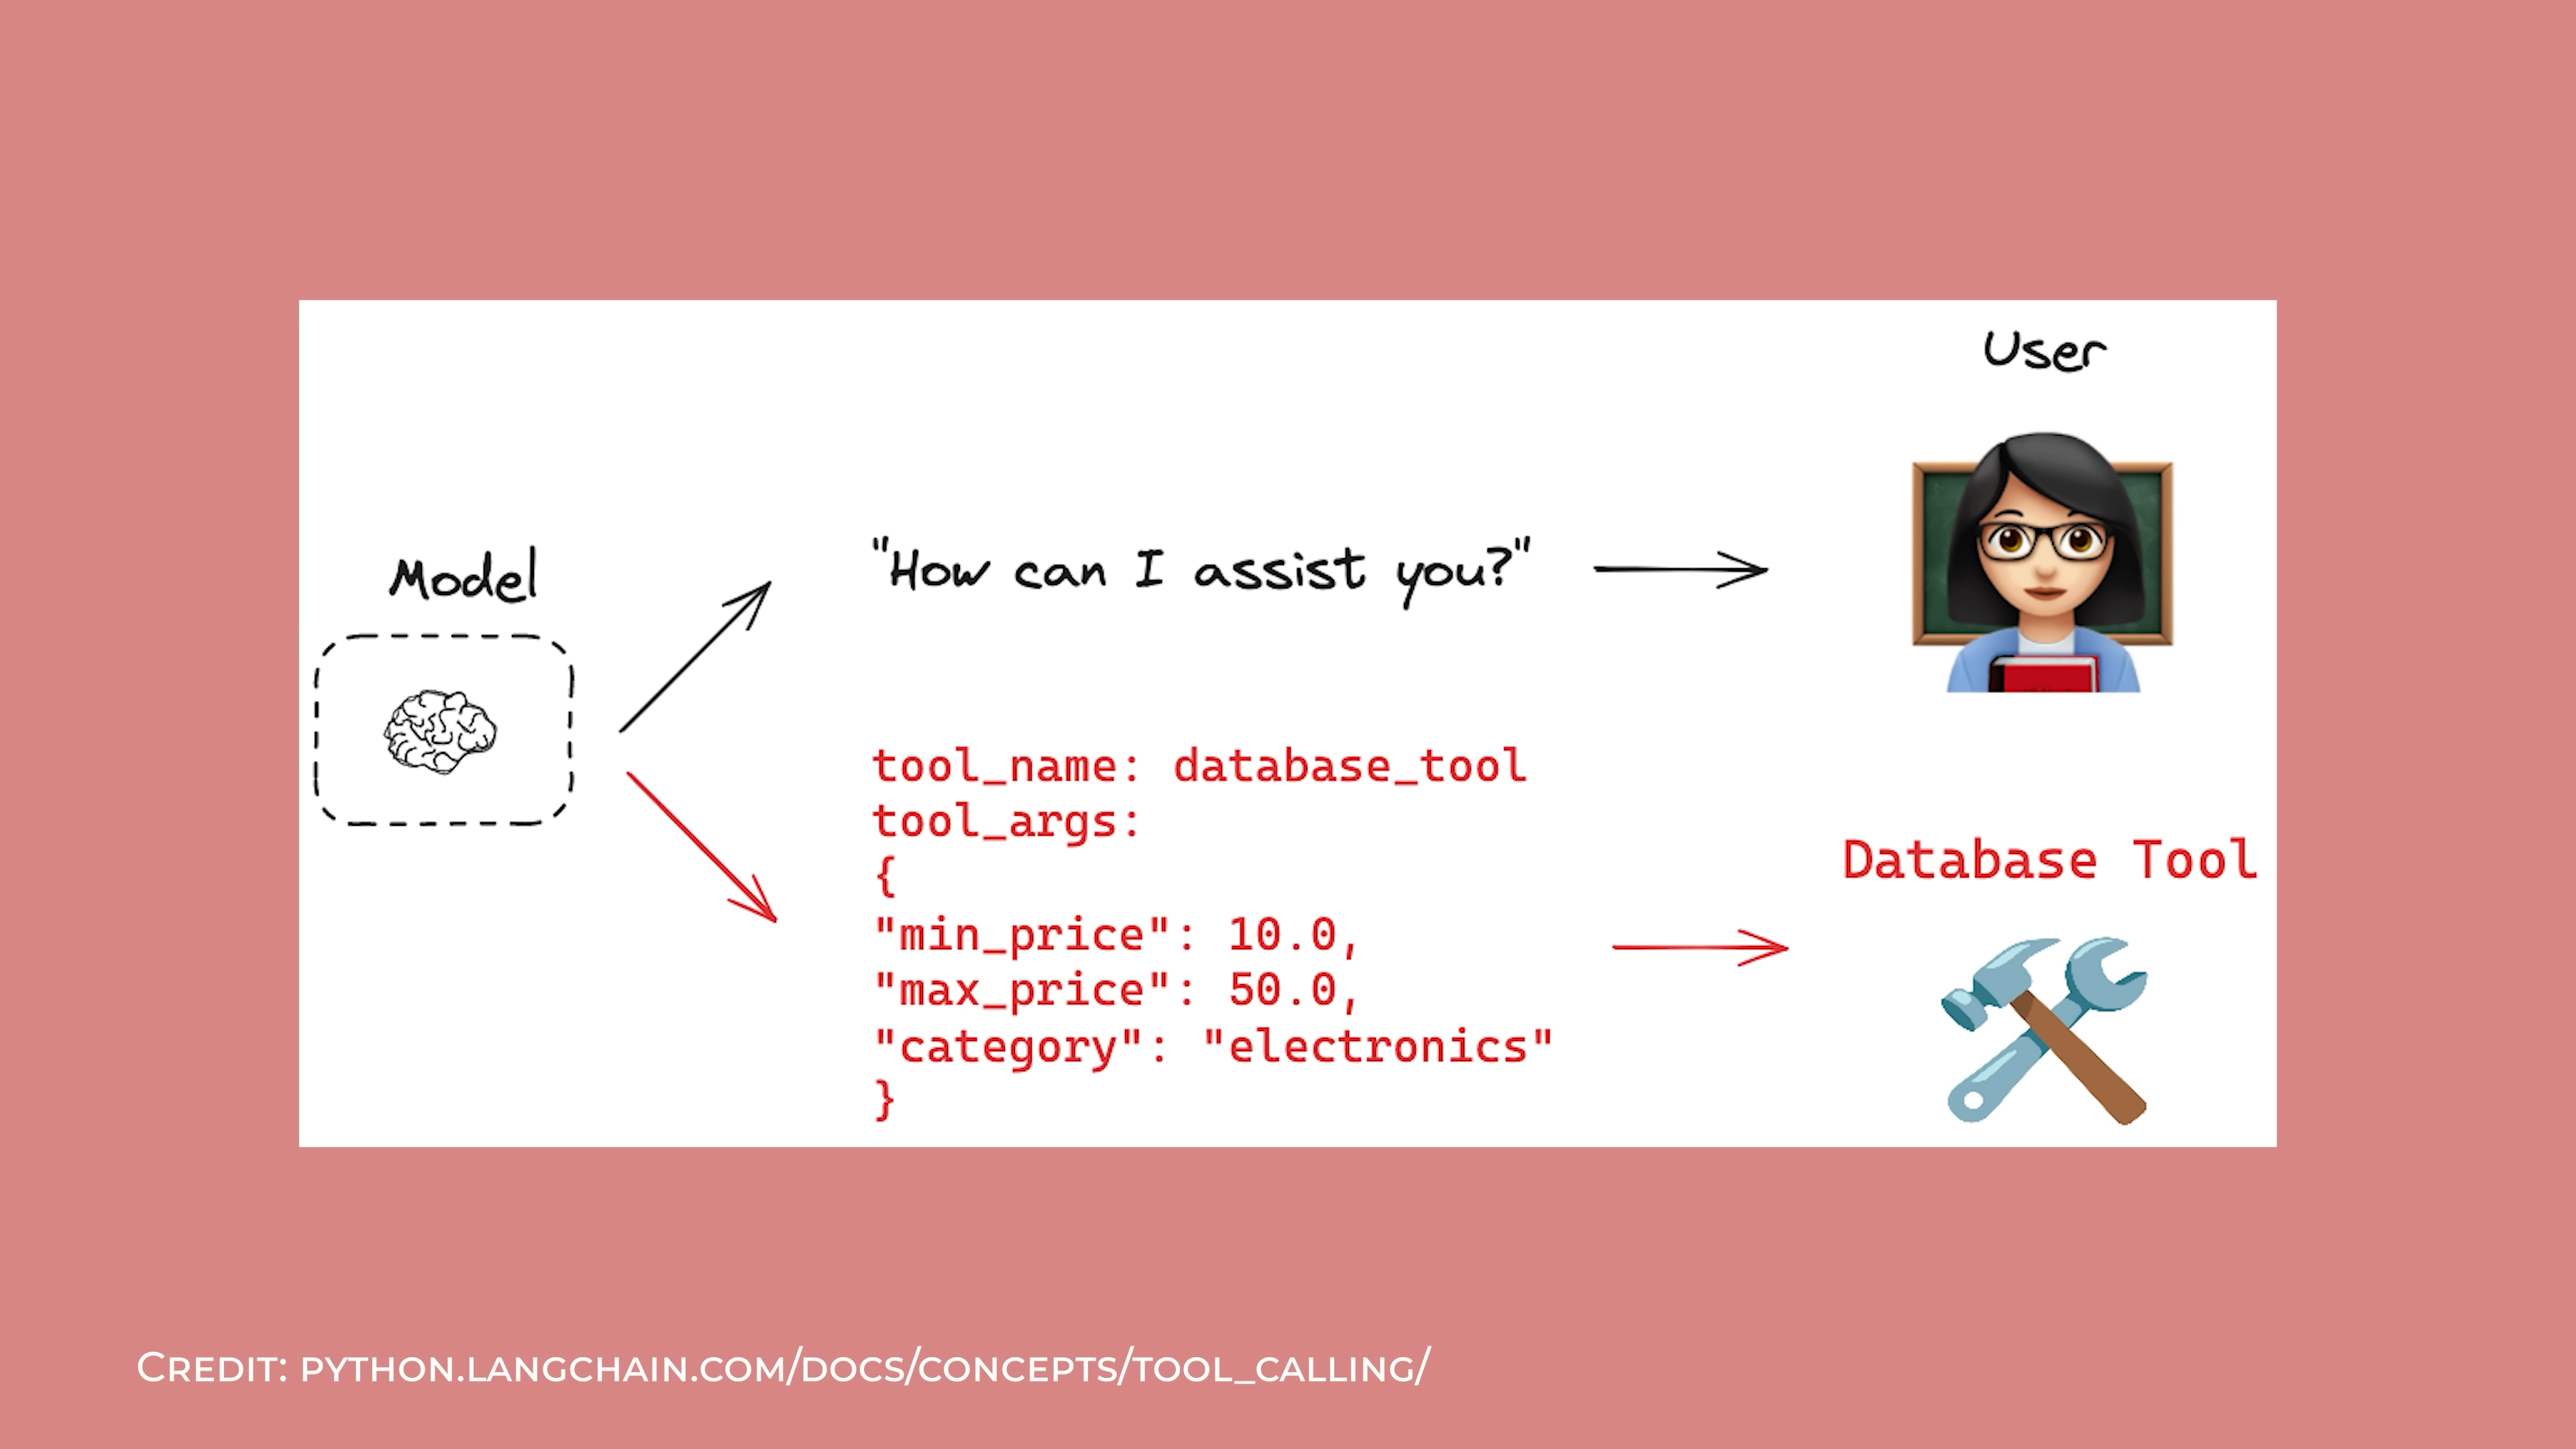 User
Model
"How can I assist you?"
tool_name: database_tool
tool_args:
{
"min_price": 10.0,
"max_price": 50.0,
"category": "electronics"
}
Database Tool
Credit: python.langchain.com/docs/concepts/tool_calling/